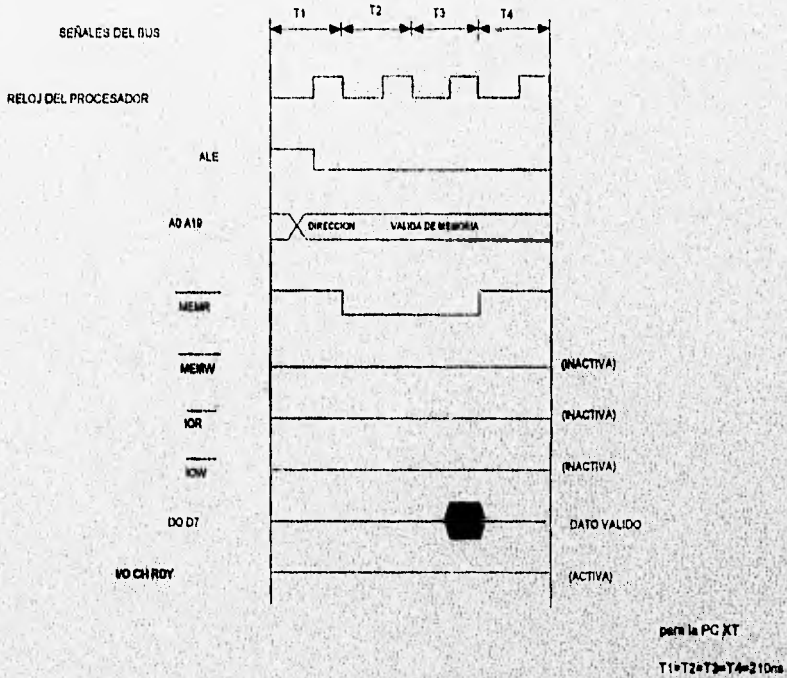 T1 T2 T3 T4
SEÑALES DEL BUS
RELOJ DEL PROCESADOR
ALE
A0 A19 DIRECCION VALIDA DE MEMORIA
MEMR
MEMW (INACTIVA)
IOR (INACTIVA)
IOW (INACTIVA)
DO D7 DATO VALIDO
I/O CH RDY (ACTIVA)
para la PC XT
T1=T2=T3=T4=210ns